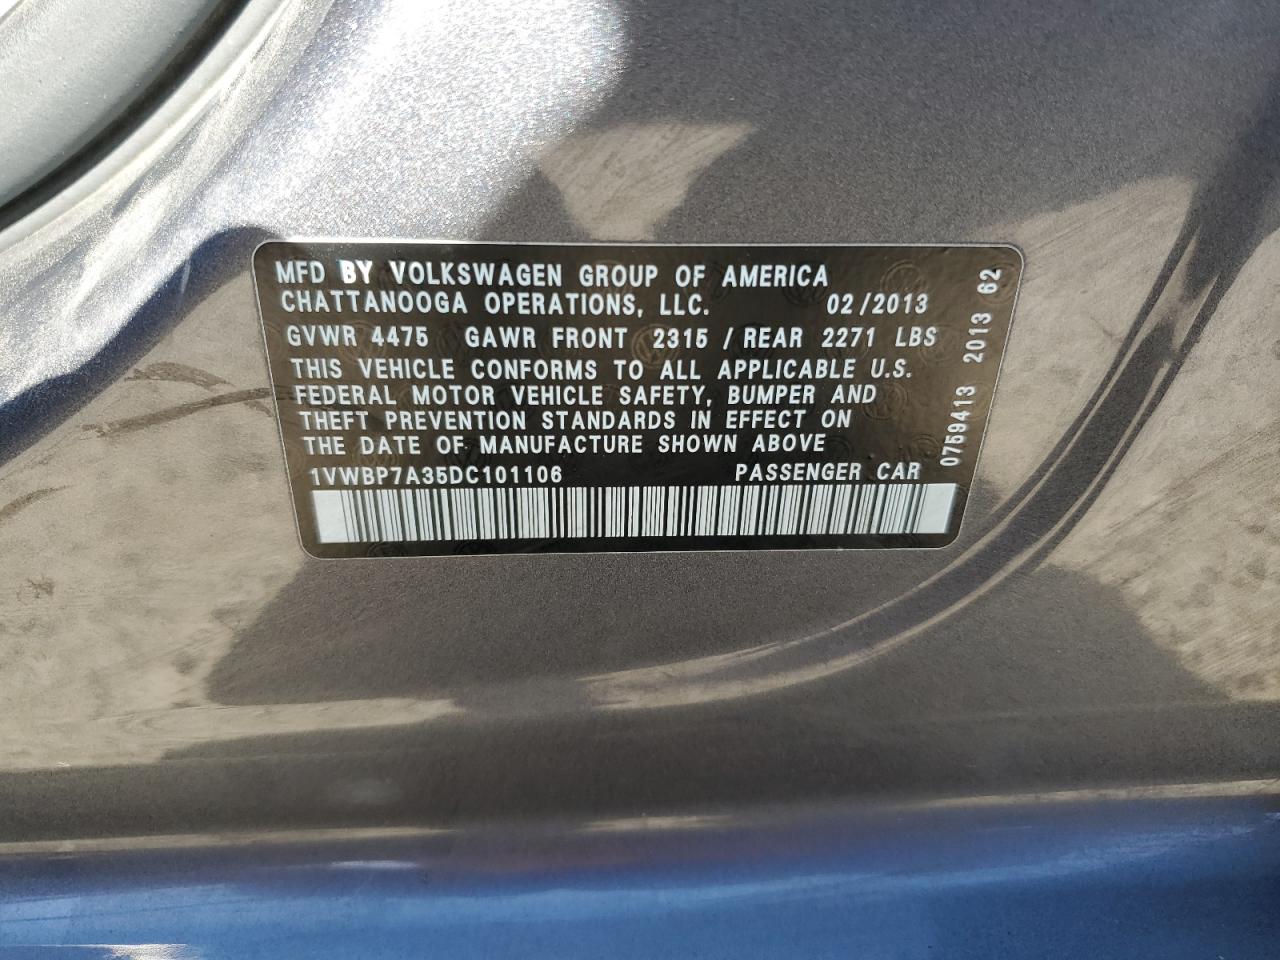 MFD BY VOLKSWAGEN GROUP OF AMERICA
CHATTANOOGA OPERATIONS, LLC. 02/2013
GVWR 4475 GAWR FRONT 2315 / REAR 2271 LBS
THIS VEHICLE CONFORMS TO ALL APPLICABLE U.S.
FEDERAL MOTOR VEHICLE SAFETY, BUMPER AND
THEFT PREVENTION STANDARDS IN EFFECT ON
THE DATE OF MANUFACTURE SHOWN ABOVE
1VWBP7A35DC101106 PASSENGER CAR
0759413 2013 62